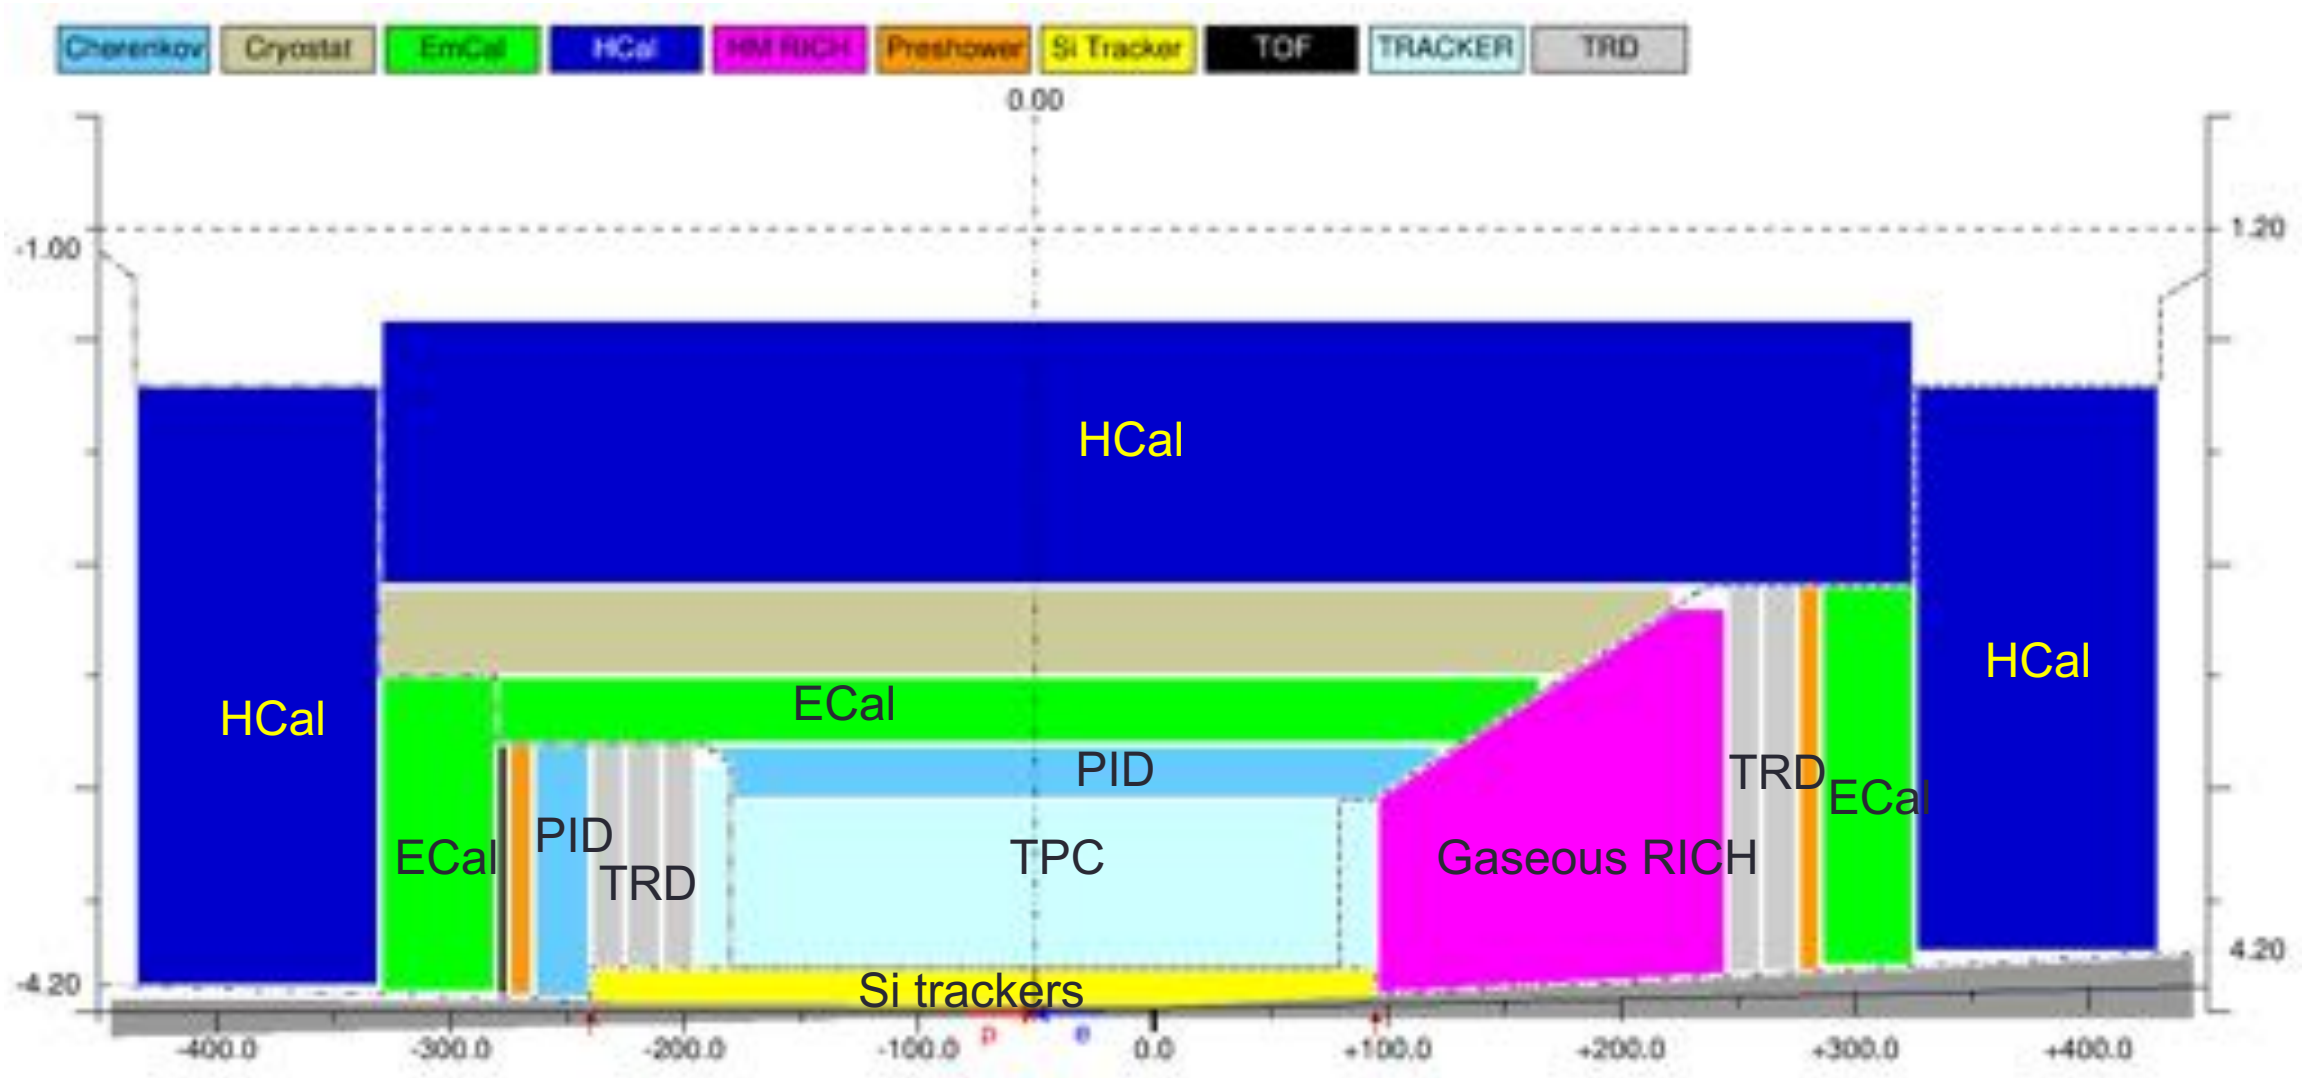 Cherenkov Cryostat EmCal HCal HM RICH Preshower Si Tracker TOF TRACKER TRD
0.00
1.20
-1.00
HCal
HCal
HCal
ECal
PID
TRD
ECal
PID
ECal
TPC
Gaseous RICH
TRD
4.20
-4.20
Si trackers
p e
-400.0 -300.0 -200.0 -100.0 0.0 +100.0 +200.0 +300.0 +400.0